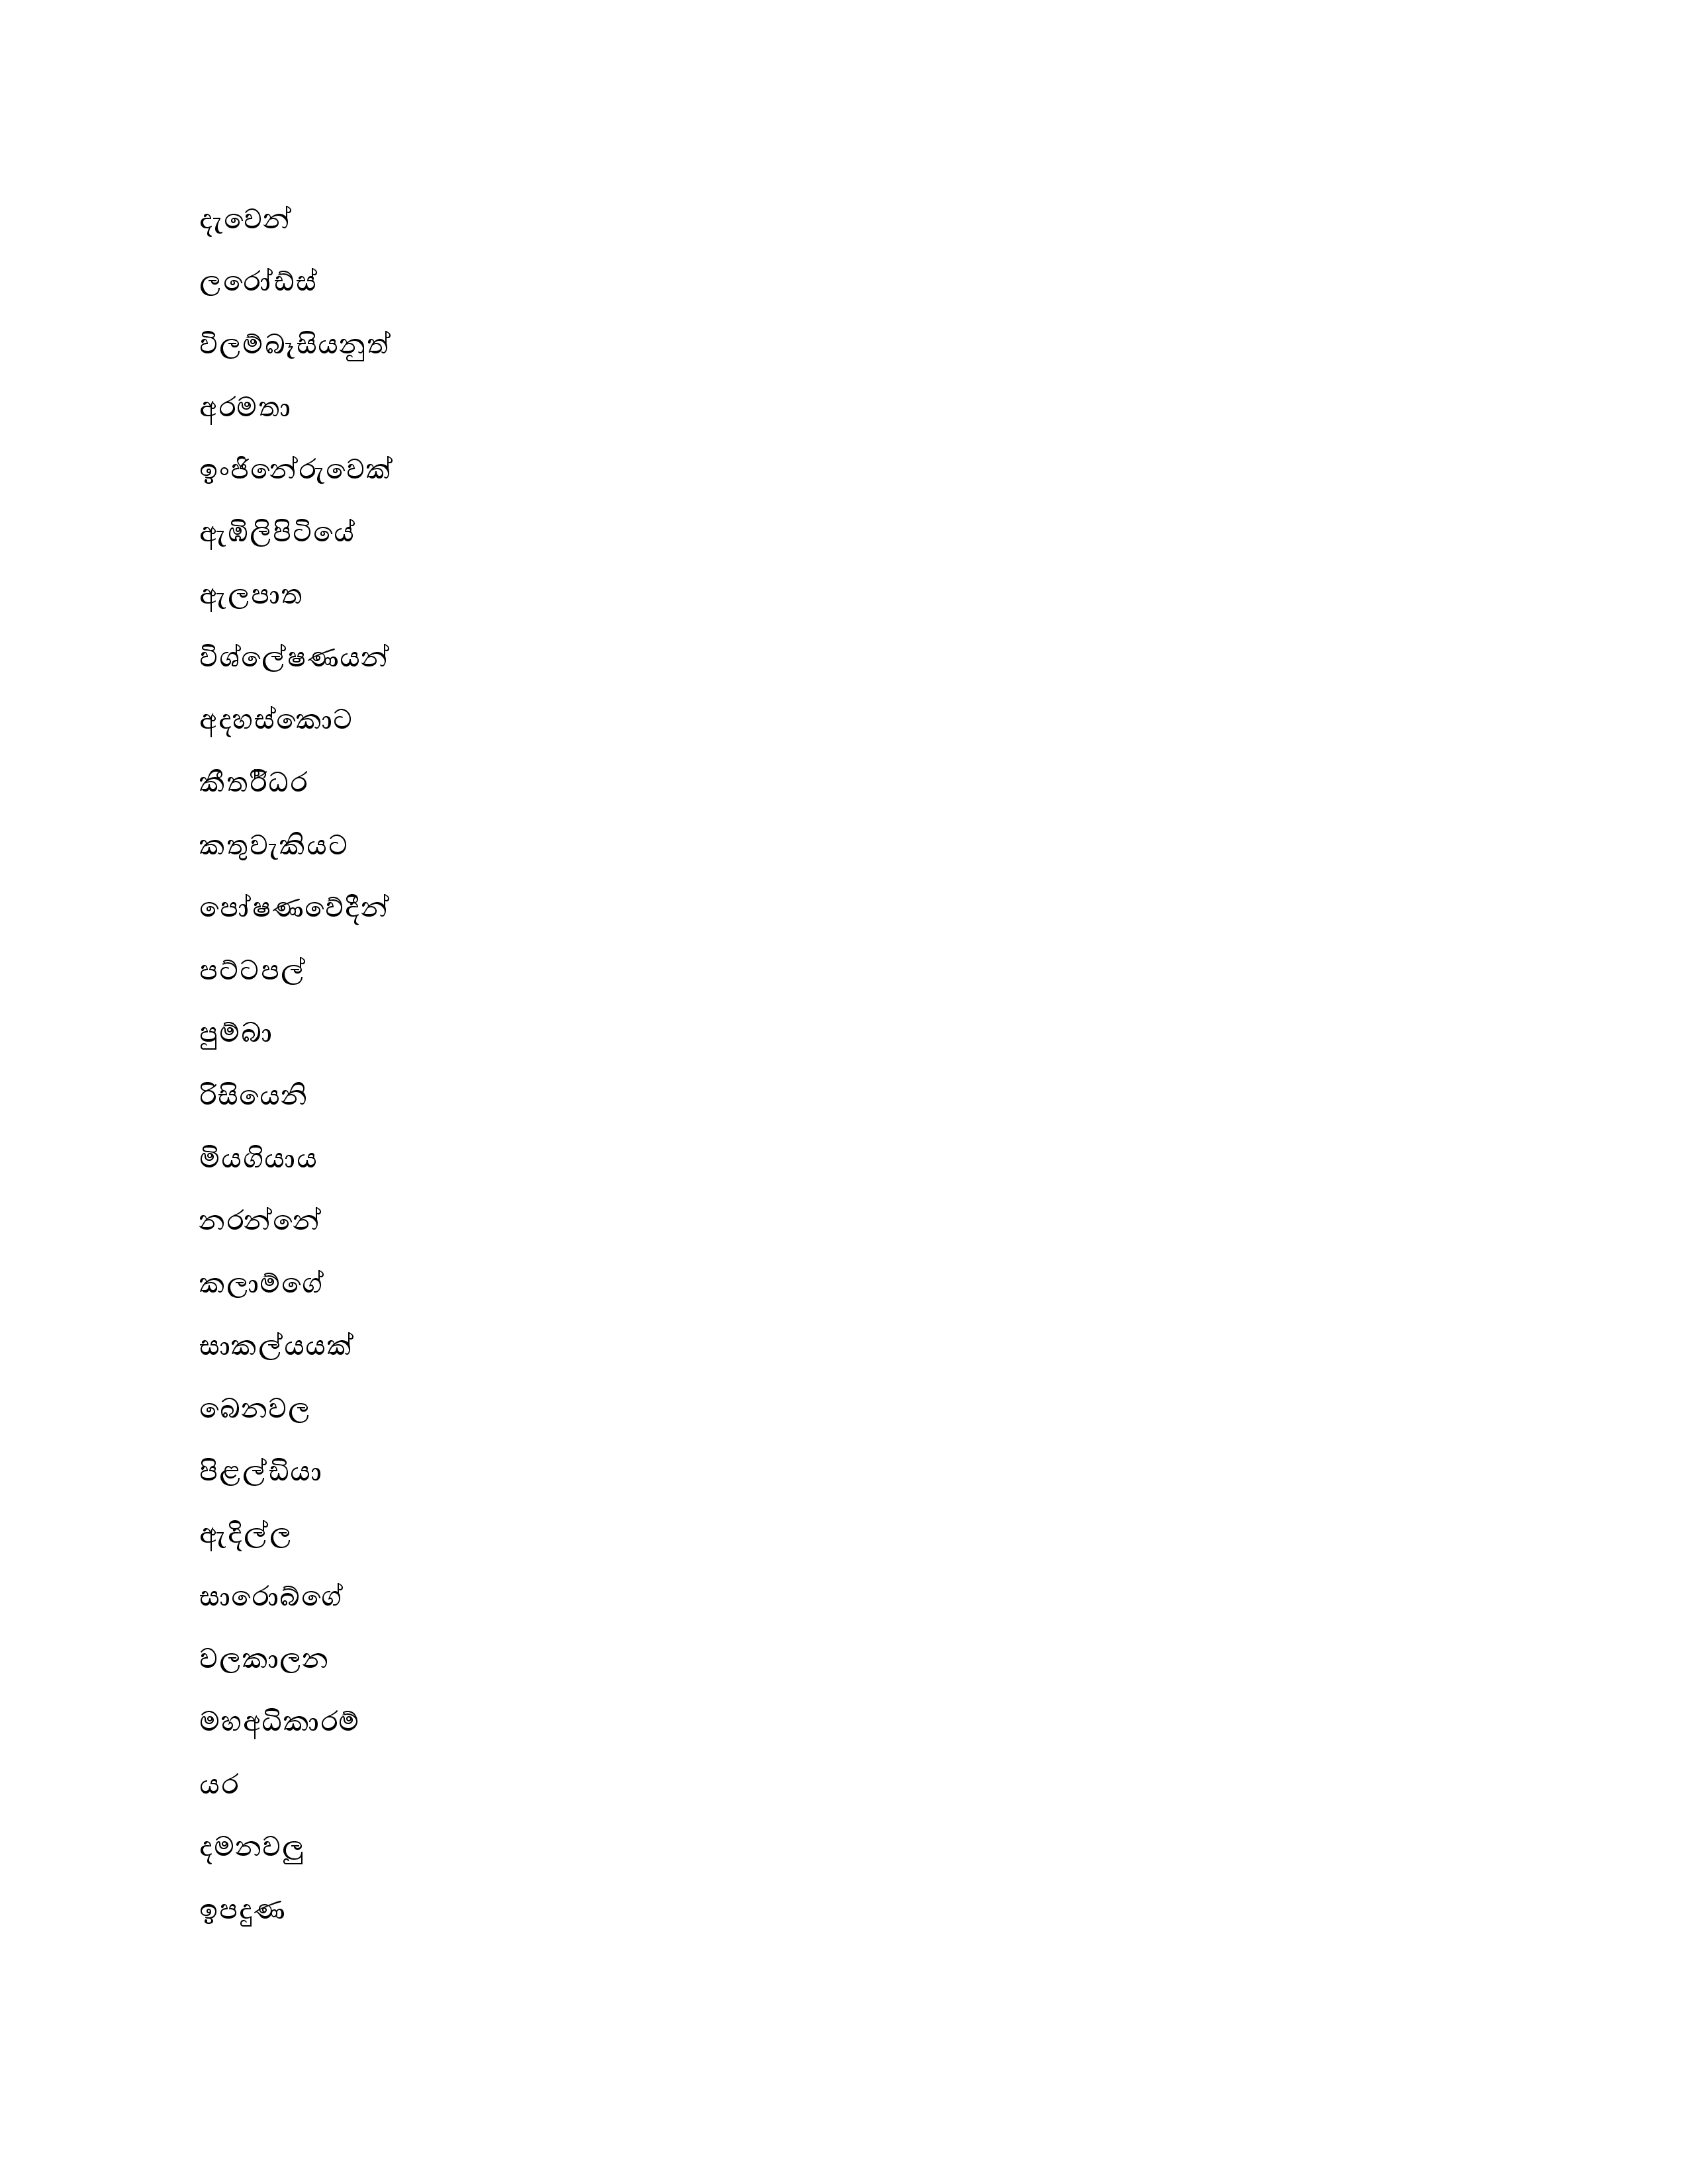 දැවෙන්
ලරෝඩ්ස්
විලම්බෑසියනුත්
අරමතා
ඉංජිනේරුවෙක්
ඇඹිලිපිටියේ
ඇලපාත
විශ්ලේෂණයන්
අදහස්කොට
කීර්තිධර
කතුවැකියට
පෝෂණවේදීන්
පට්ටපල්
පුම්බා
රිසියෙනි
මියගියාය
නරන්නේ
කලාම්ගේ
සාකල්යයක්
බෙනවල
පිළල්ඩියා
ඇදිල්ල
සාරොබ්ගේ
වලකාලන
මහඅධිකාරම්
යර
දමනවලු
ඉපදුණ